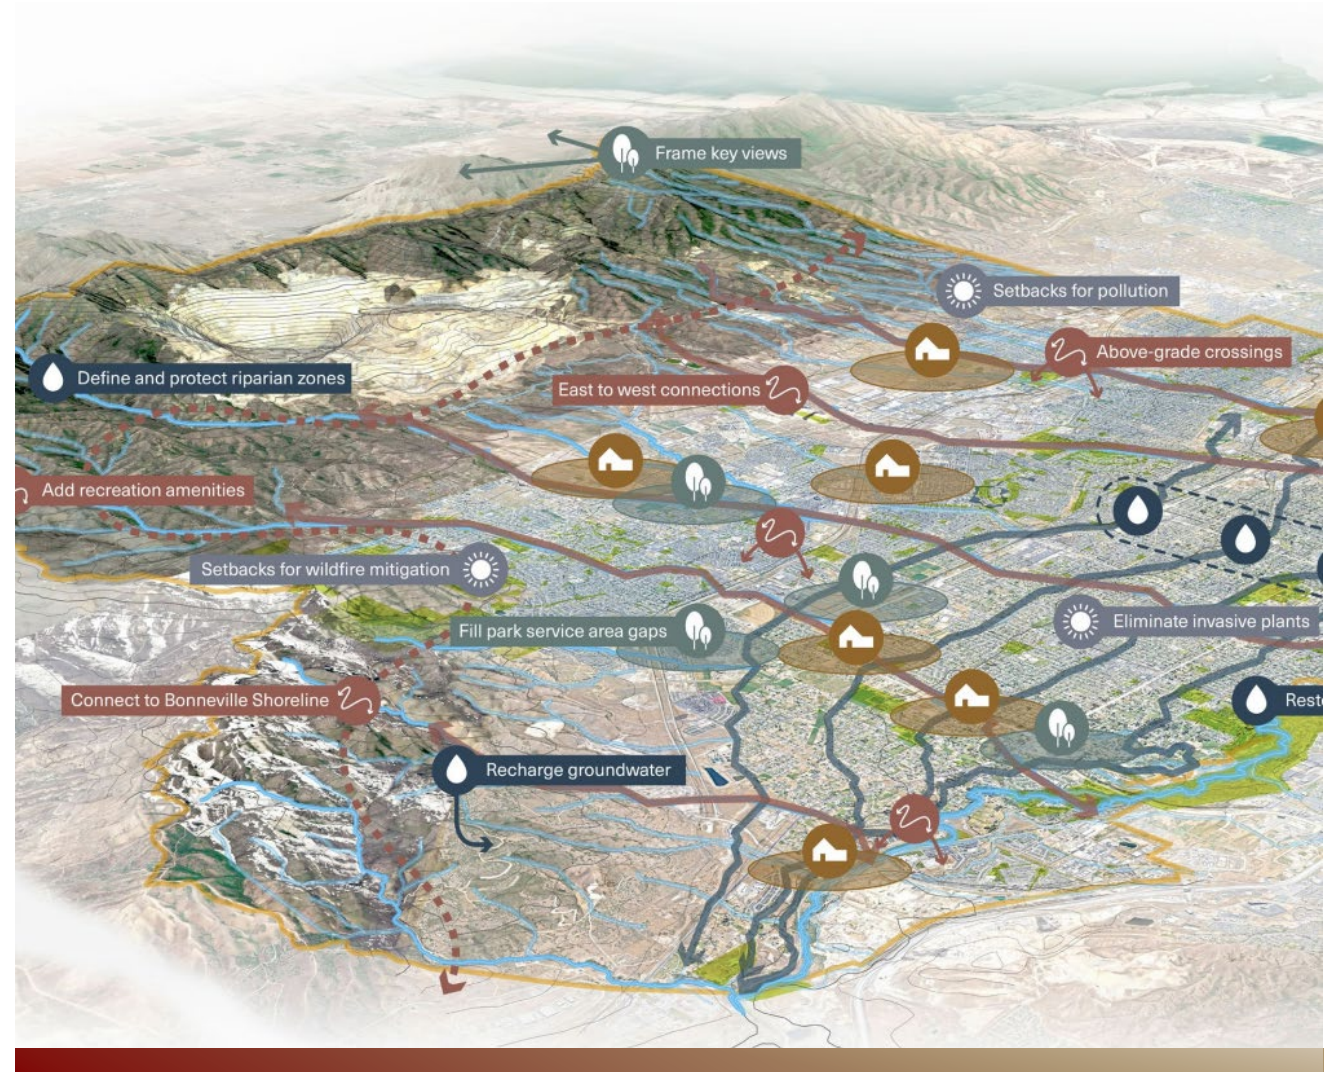 Frame key views
Setbacks for pollution
Above-grade crossings
Define and protect riparian zones
East to west connections
Add recreation amenities
Setbacks for wildfire mitigation
Eliminate invasive plants
Fill park service area gaps
Connect to Bonneville Shoreline
Recharge groundwater